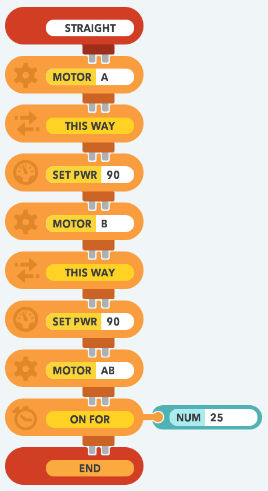 STRAIGHT
MOTOR A
THIS WAY
SET PWR 90
MOTOR B
THIS WAY
SET PWR 90
MOTOR AB
ON FOR NUM 25
END